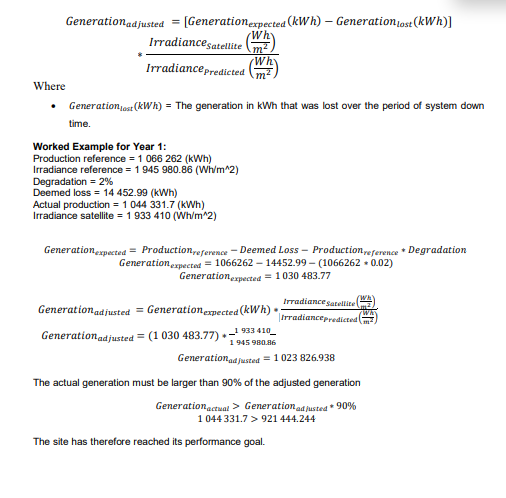 Generation_adjusted = [Generation_expected(kWh) − Generation_lost(kWh)]
* Irradiance_Satellite (Wh/m²) / Irradiance_Predicted (Wh/m²)
Where
• Generation_lost(kWh) = The generation in kWh that was lost over the period of system down
time.
Worked Example for Year 1:
Production reference = 1 066 262 (kWh)
Irradiance reference = 1 945 980.86 (Wh/m^2)
Degradation = 2%
Deemed loss = 14 452.99 (kWh)
Actual production = 1 044 331.7 (kWh)
Irradiance satellite = 1 933 410 (Wh/m^2)
Generation_expected = Production_reference − Deemed Loss − Production_reference * Degradation
Generation_expected = 1066262 − 14452.99 − (1066262 * 0.02)
Generation_expected = 1 030 483.77
Generation_adjusted = Generation_expected(kWh) * Irradiance_Satellite(Wh/m²) / Irradiance_Predicted(Wh/m²)
Generation_adjusted = (1 030 483.77) * 1 933 410 / 1 945 980.86
Generation_adjusted = 1 023 826.938
The actual generation must be larger than 90% of the adjusted generation
Generation_actual > Generation_adjusted * 90%
1 044 331.7 > 921 444.244
The site has therefore reached its performance goal.